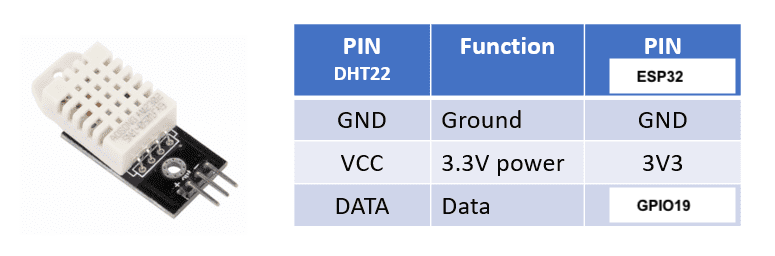 PIN Function PIN
DHT22 ESP32
GND Ground GND
VCC 3.3V power 3V3
DATA Data GPIO19